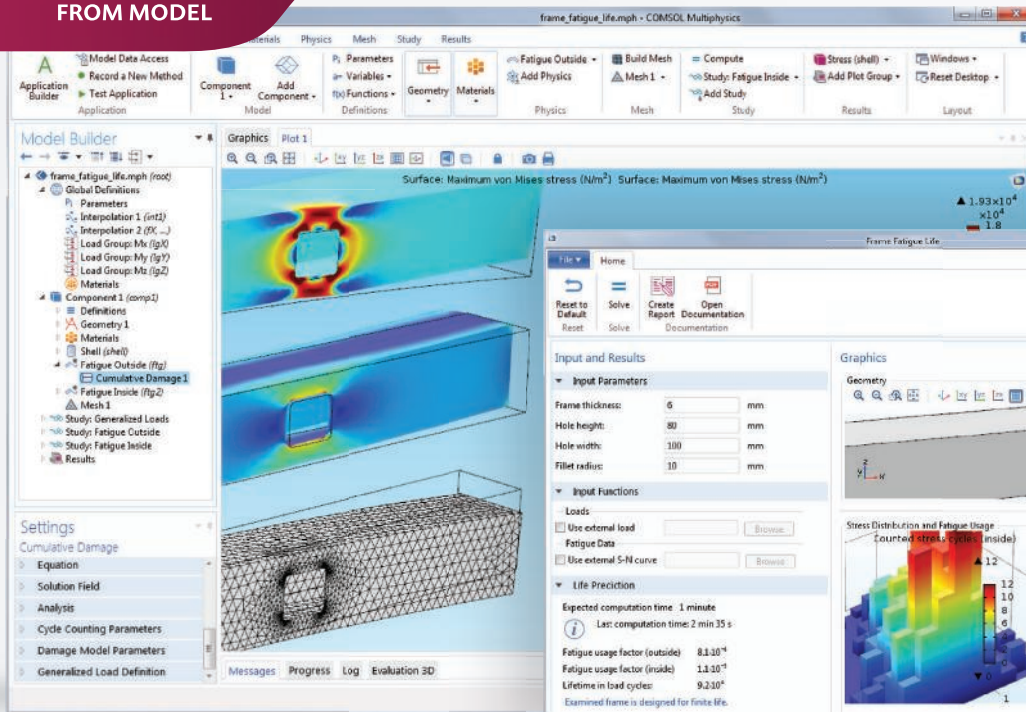 FROM MODEL
frame_fatigue_life.mph - COMSOL Multiphysics
Materials Physics Mesh Study Results
Application Builder
Model Data Access
Record a New Method
Test Application
Application
Component 1
Add Component
Model
Parameters
Variables
f(x) Functions
Definitions
Geometry
Materials
Fatigue Outside
Add Physics
Physics
Build Mesh
Mesh 1
Mesh
Compute
Study: Fatigue Inside
Add Study
Study
Stress (shell)
Add Plot Group
Results
Windows
Reset Desktop
Layout
Model Builder
frame_fatigue_life.mph (root)
Global Definitions
Parameters
Interpolation 1 (int1)
Interpolation 2 (fX, ...)
Load Group: Mx (lgX)
Load Group: My (lgY)
Load Group: Mz (lgZ)
Materials
Component 1 (comp1)
Definitions
Geometry 1
Materials
Shell (shell)
Fatigue Outside (ftg)
Cumulative Damage 1
Fatigue Inside (ftg2)
Mesh 1
Study: Generalized Loads
Study: Fatigue Outside
Study: Fatigue Inside
Results
Settings
Cumulative Damage
Equation
Solution Field
Analysis
Cycle Counting Parameters
Damage Model Parameters
Generalized Load Definition
Graphics Plot 1
Surface: Maximum von Mises stress (N/m²) Surface: Maximum von Mises stress (N/m²)
▲ 1.93×10⁴
×10⁴
1.8
Messages Progress Log Evaluation 3D
Frame Fatigue Life
File Home
Reset to Default
Reset
Solve
Solve
Create Report
Open Documentation
Documentation
Input and Results
Input Parameters
Frame thickness: 6 mm
Hole height: 80 mm
Hole width: 100 mm
Fillet radius: 10 mm
Input Functions
Loads
Use external load Browse
Fatigue Data
Use external S-N curve Browse
Life Preciction
Expected computation time 1 minute
Last computation time: 2 min 35 s
Fatigue usage factor (outside)
Fatigue usage factor (inside)
Lifetime in load cycles:
Examined frame is designed for finite life.
Graphics
Geometry
z
y
x
Stress Distribution and Fatigue Usage
Counted stress cycles (inside)
▲ 12
12
10
8
6
4
▼ 0
1